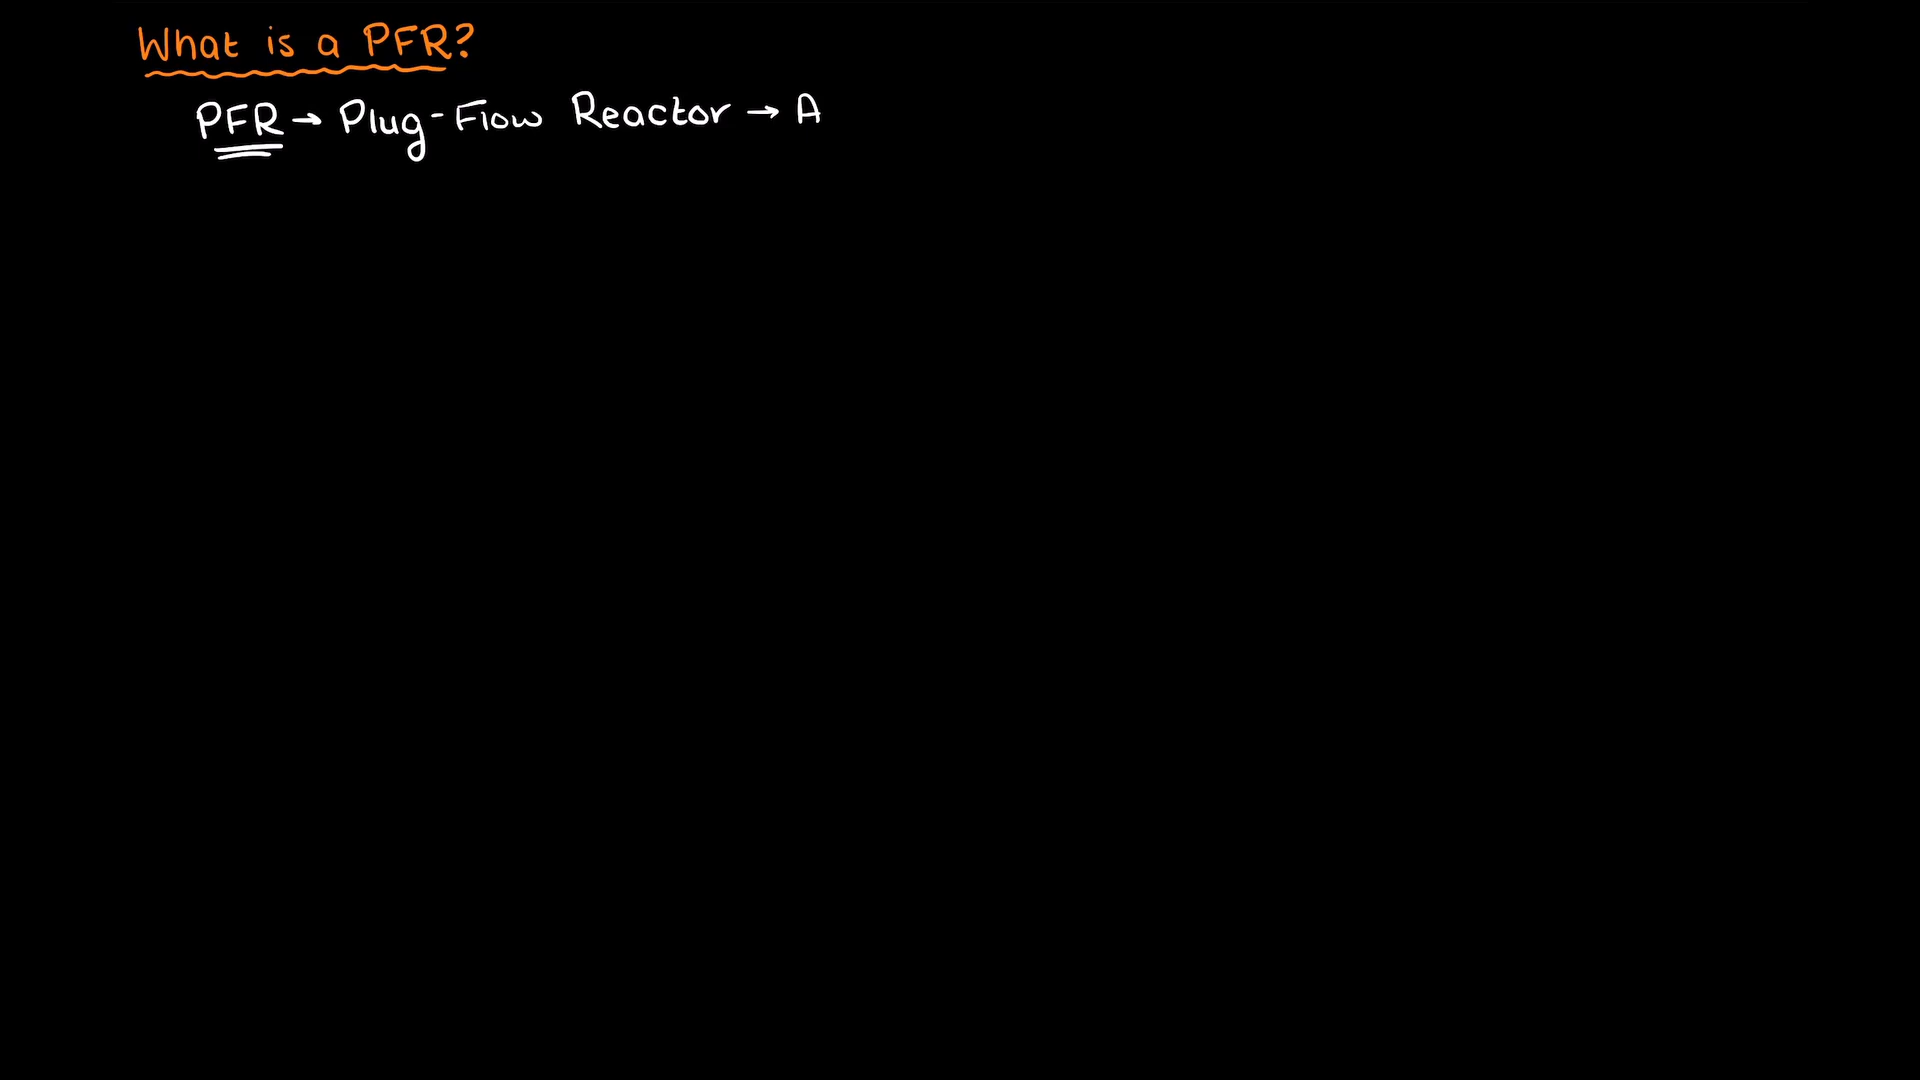 What is a PFR?
PFR → Plug-Flow Reactor → A